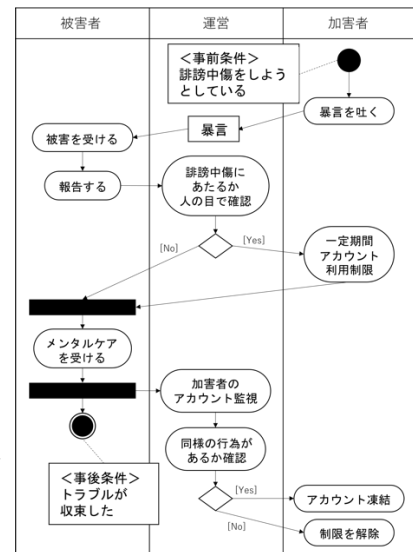 被害者
運営
加害者
＜事前条件＞
誹謗中傷をしよう
としている
暴言を吐く
暴言
被害を受ける
報告する
誹謗中傷に
あたるか
人の目で確認
[No]
[Yes]
一定期間
アカウント
利用制限
メンタルケア
を受ける
加害者の
アカウント監視
同様の行為が
あるか確認
＜事後条件＞
トラブルが
収束した
[Yes]
アカウント凍結
[No]
制限を解除